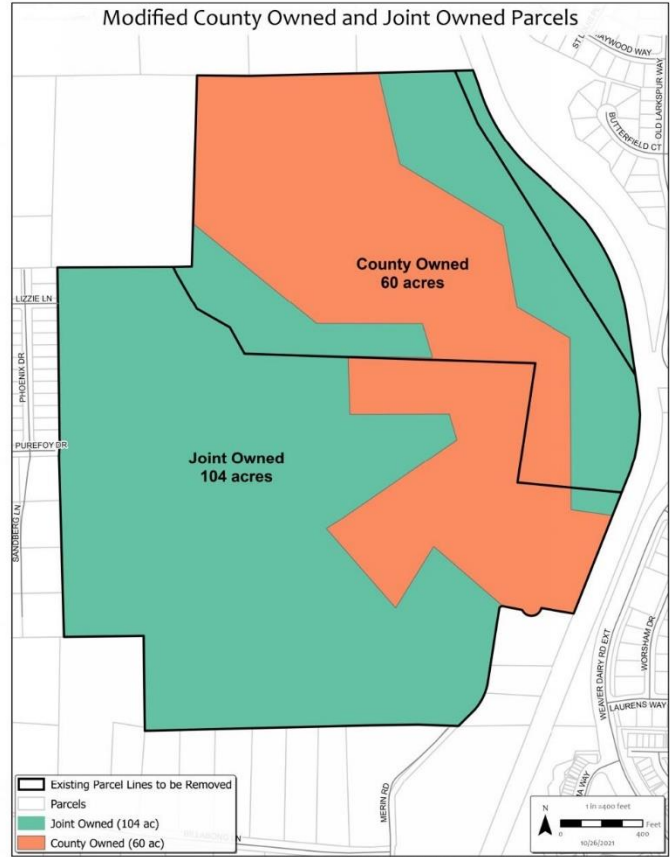 Modified County Owned and Joint Owned Parcels
HAYWOOD WAY
OLD LARKSPUR WAY
BUTTERFIELD CT
County Owned
60 acres
LIZZIE LN
PHOENIX DR
PUREFOY DR
SANDBERG LN
Joint Owned
104 acres
WEAVER DAIRY RD EXT
WORSHAM DR
LAURENS WAY
MERIN RD
Existing Parcel Lines to be Removed
Parcels
Joint Owned (104 ac)
County Owned (60 ac)
N
1 in =400 feet
Feet
400 0 400
10/26/2021